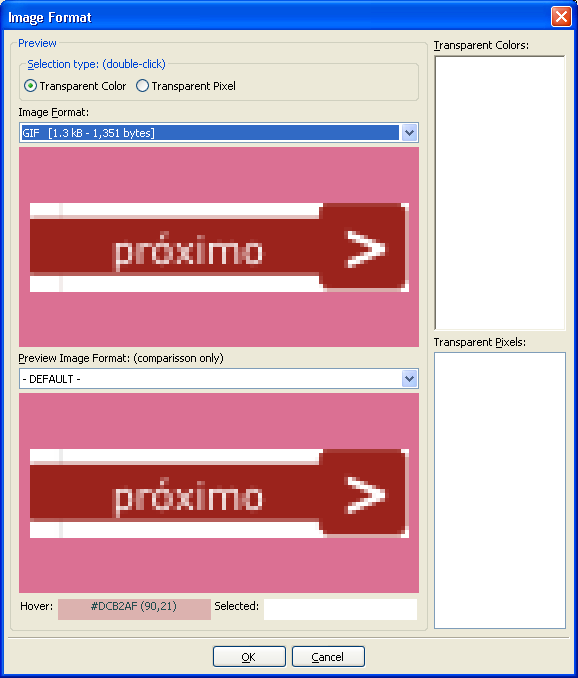 Image Format
Preview
Selection type: (double-click)
Transparent Color
Transparent Pixel
Image Format:
GIF [1.3 kB - 1,351 bytes]
próximo >
Preview Image Format: (comparisson only)
- DEFAULT -
próximo >
Hover: #DCB2AF (90,21) Selected:
Transparent Colors:
Transparent Pixels:
OK
Cancel